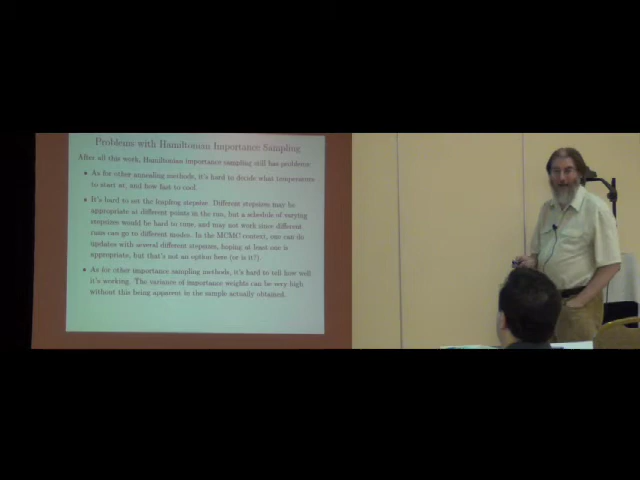 Problems with Hamiltonian Importance Sampling
After all this work, Hamiltonian importance sampling still has problems:
• As for other annealing methods, it's hard to decide what temperature
to start at, and how fast to cool.
• It's hard to set the leapfrog stepsize. Different stepsizes may be
appropriate at different points in the run, but a schedule of varying
stepsizes would be hard to tune, and may not work since different
runs can go to different modes. In the MCMC context, one can do
updates with several different stepsizes, hoping at least one is
appropriate, but that's not an option here (or is it?).
• As for other importance sampling methods, it's hard to tell how well
it's working. The variance of importance weights can be very high
without this being apparent in the sample actually obtained.